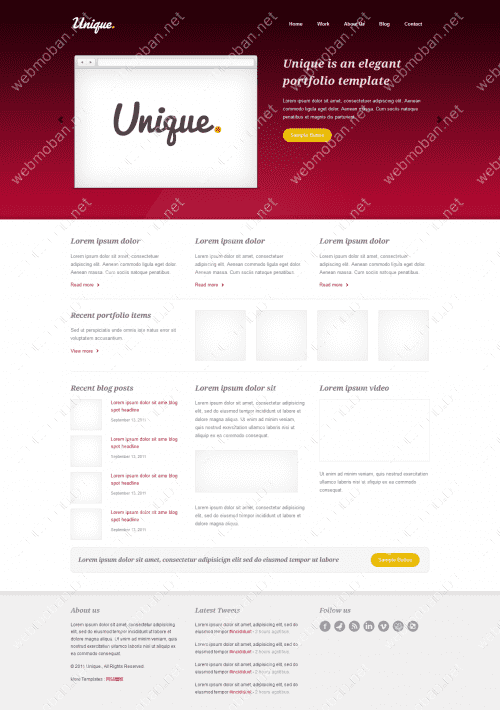 Unique.
Home Work About Us Blog Contact
Unique is an elegant
portfolio template
Lorem ipsum dolor sit amet, consectetuer
adipiscing elit. Aenean commodo ligula eget dolor.
Aenean massa. Cum sociis natoque
penatibus et magnis dis parturient.
Sample Button
Unique.
Lorem ipsum dolor
Lorem ipsum dolor sit amet, consectetuer
adipiscing elit. Aenean commodo ligula eget dolor.
Aenean massa. Cum sociis natoque penatibus.
Read more
Lorem ipsum dolor
Lorem ipsum dolor sit amet, consectetuer
adipiscing elit. Aenean commodo ligula eget dolor.
Aenean massa. Cum sociis natoque penatibus.
Read more
Lorem ipsum dolor
Lorem ipsum dolor sit amet, consectetuer
adipiscing elit. Aenean commodo ligula eget dolor.
Aenean massa. Cum sociis natoque penatibus.
Read more
Recent portfolio items
Sed ut perspiciatis unde omnis iste natus error sit
voluptatem accusantium.
View more
Recent blog posts
Lorem ipsum dolor sit ame blog
spot headline
September 12, 2011
Lorem ipsum dolor sit ame blog
spot headline
September 12, 2011
Lorem ipsum dolor sit ame blog
spot headline
September 12, 2011
Lorem ipsum dolor sit ame blog
spot headline
September 12, 2011
Lorem ipsum dolor sit
Lorem ipsum dolor sit amet, consectetur adipisicing
elit, sed do eiusmod tempor incididunt ut labore et
dolore magna aliqua. Ut enim ad minim veniam,
quis nostrud exercitation ullamco laboris nisi ut
aliquip ex ea commodo consequat.
Lorem ipsum dolor sit amet, consectetur adipisicing
elit, sed do eiusmod tempor incididunt ut labore et
dolore magna aliqua.
Lorem ipsum video
Ut enim ad minim veniam, quis nostrud exercitation
ullamco laboris nisi ut aliquip ex ea commodo
consequat.
Lorem ipsum dolor consectetur adipisicign elit sed do eiusmod tempor ut labore
Sample Button
About us
Lorem ipsum dolor sit amet, consectetur adipisicing
elit, sed do eiusmod tempor incididunt ut labore et
dolore magna aliqua. Ut enim ad minim veniam,
quis nostrud exercitation ullamco laboris nisi ut
aliquip ex ea commodo consequat.
© 2011 Unique, All Rights Reserved
More Templates
Latest Tweets
Lorem ipsum dolor sit amet, consectetur adipisicing elit, sed do
eiusmod tempor #incididunt - 2 hours ago
Lorem ipsum dolor sit amet, consectetur adipisicing elit, sed do
eiusmod tempor #incididunt - 2 hours ago
Lorem ipsum dolor sit amet, consectetur adipisicing elit, sed do
eiusmod tempor #incididunt - 2 hours ago
Lorem ipsum dolor sit amet, consectetur adipisicing elit, sed do
eiusmod tempor #incididunt - 2 hours ago
Follow us
webmoban.net